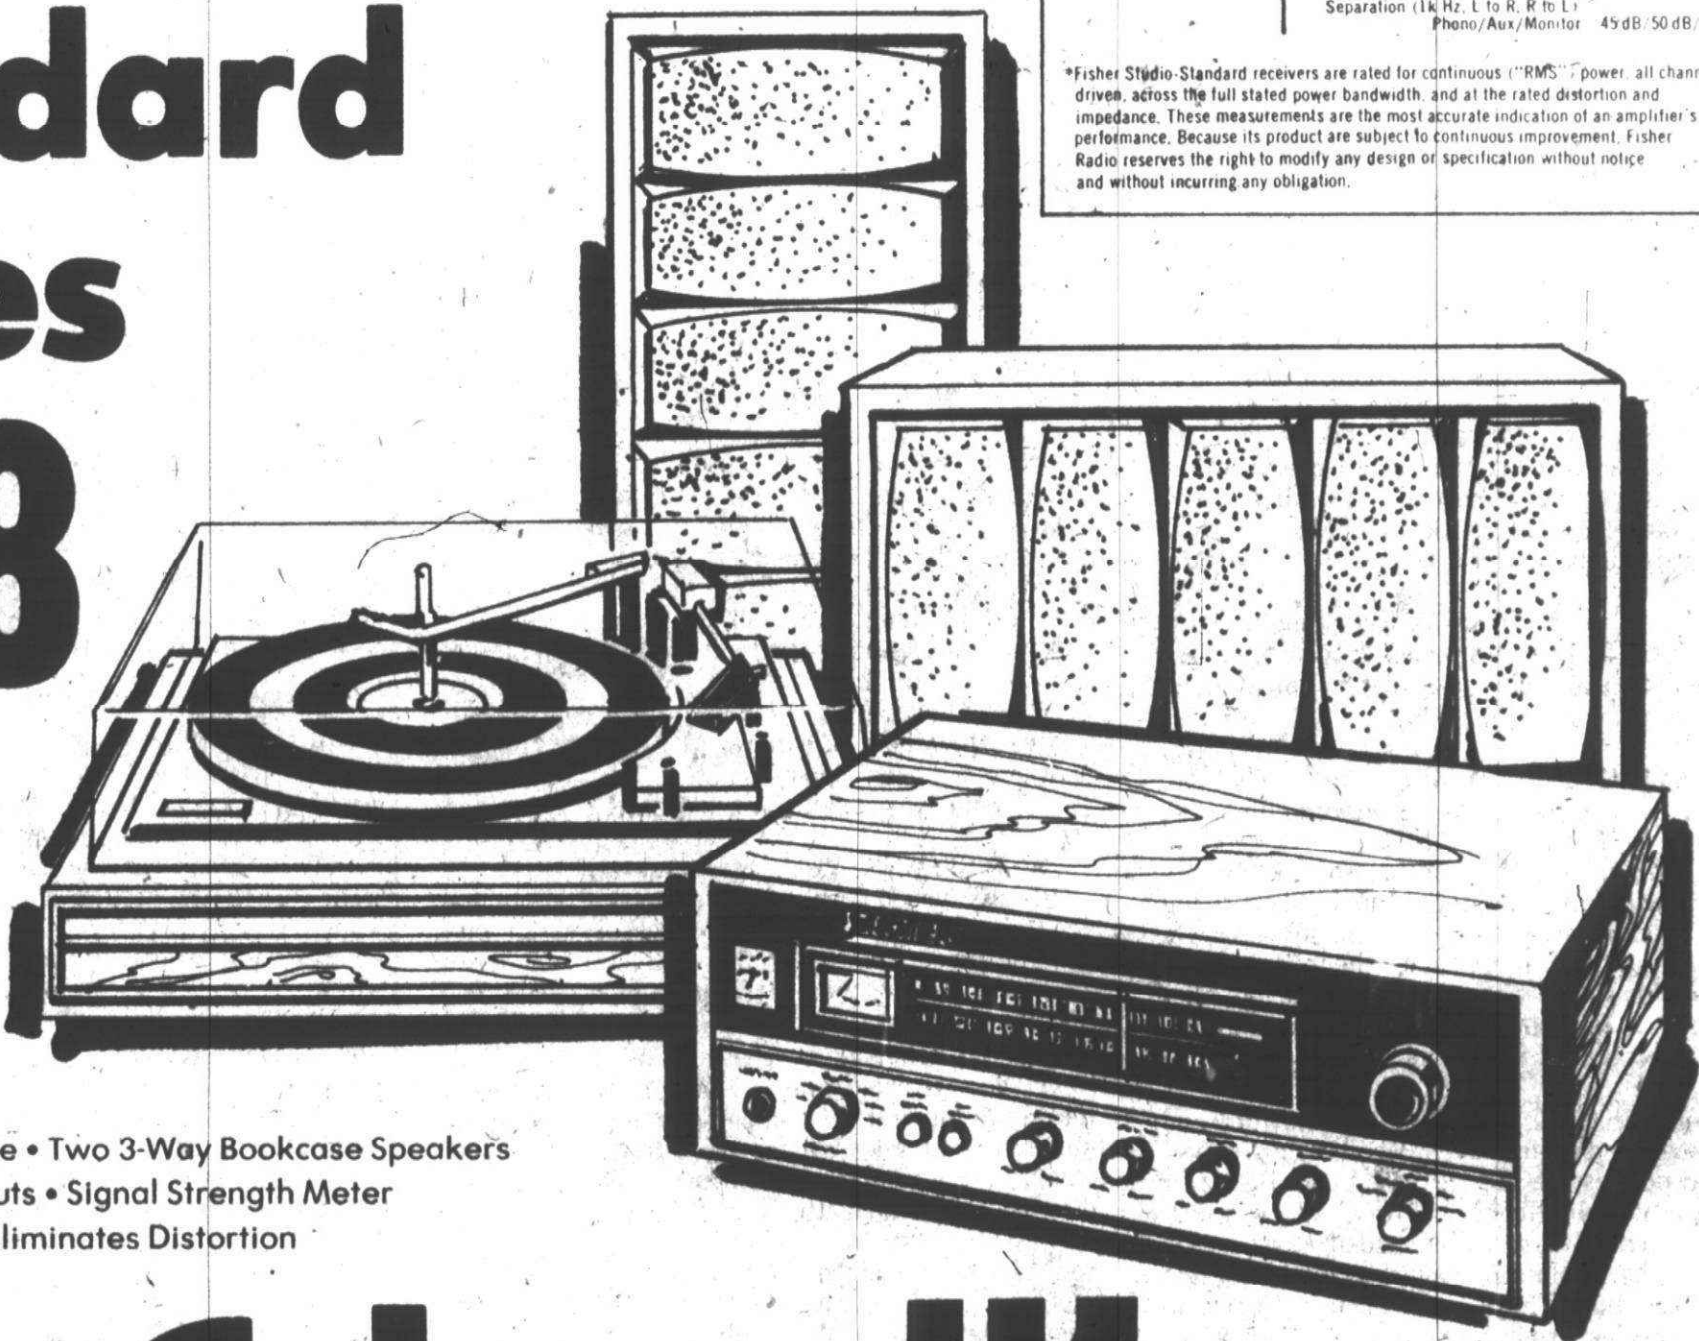 dard
es
8
Separation (1k Hz, L to R, R to L)
Phono/Aux/Monitor 45 dB/50 dB/
*Fisher Studio-Standard receivers are rated for continuous ("RMS") power, all chann
driven, across the full stated power bandwidth, and at the rated distortion and
impedance. These measurements are the most accurate indication of an amplifier's
performance. Because its product are subject to continuous improvement, Fisher
Radio reserves the right to modify any design or specification without notice
and without incurring any obligation.
e • Two 3-Way Bookcase Speakers
uts • Signal Strength Meter
liminates Distortion